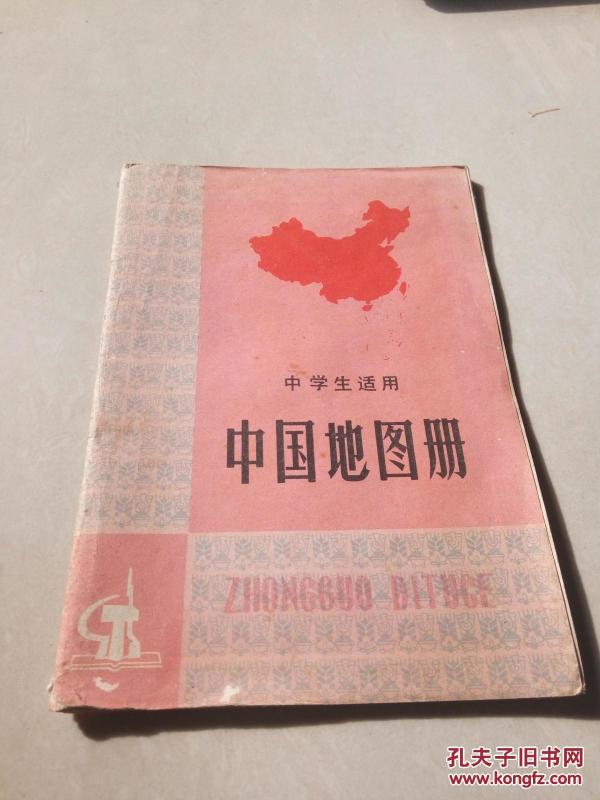 中学生适用
中国地图册
ZHONGGUO DITUCE
孔夫子旧书网
www.kongfz.com